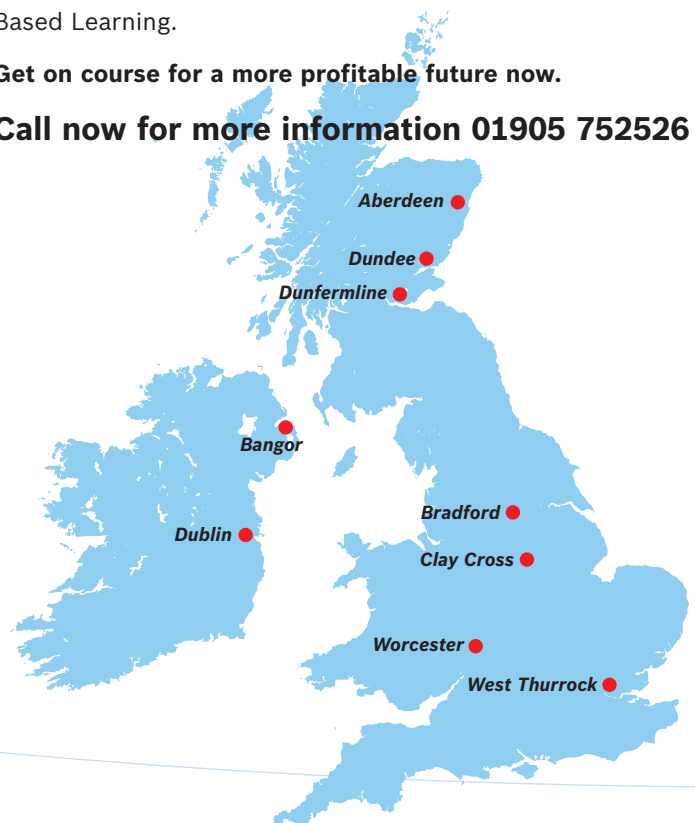 Based Learning.
Get on course for a more profitable future now.
Call now for more information 01905 752526
Aberdeen
Dundee
Dunfermline
Bangor
Bradford
Dublin
Clay Cross
Worcester
West Thurrock